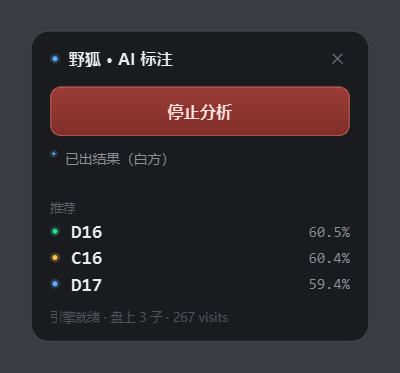 野狐 • AI 标注
停止分析
已出结果（白方）
推荐
D16 60.5%
C16 60.4%
D17 59.4%
引擎就绪 · 盘上 3 子 · 267 visits